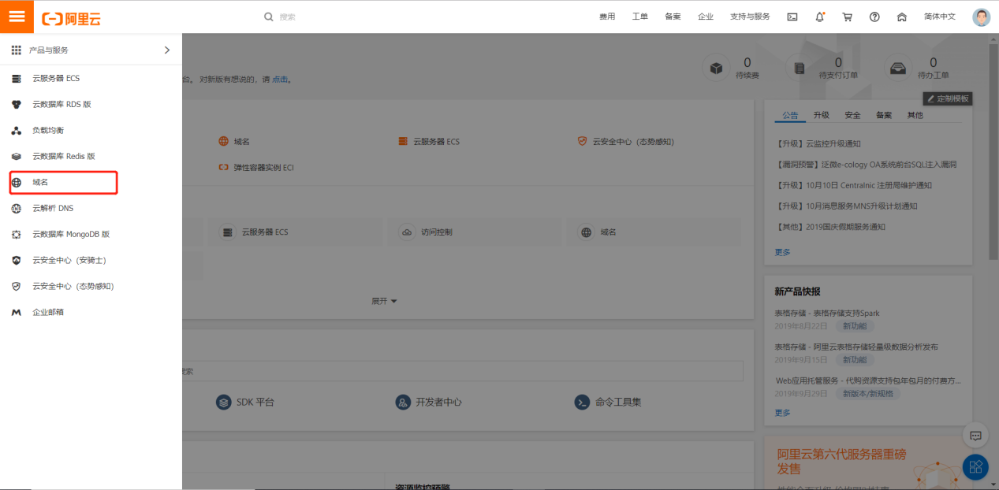 阿里云
搜索
费用 工单 备案 企业 支持与服务 简体中文
产品与服务
云服务器 ECS
云数据库 RDS 版
负载均衡
云数据库 Redis 版
域名
云解析 DNS
DNS
云数据库 MongoDB 版
云安全中心（安骑士）
云安全中心（态势感知）
企业邮箱
台。 对新版有想说的，请 点击。
0 待续费
0 待支付订单
0 待办工单
定制模板
域名 云服务器 ECS 云安全中心（态势感知）
弹性容器实例 ECI
云服务器 ECS 访问控制 域名
展开
搜索
SDK 平台 开发者中心 命令工具集
资源监控预警
公告 升级 安全 备案 其他
【升级】云监控升级通知
【漏洞预警】泛微e-cology OA系统前台SQL注入漏洞
【升级】10月10日 Centralnic 注册局维护通知
【升级】10月消息服务MNS升级计划通知
【其他】2019国庆假期服务通知
更多
新产品快报
表格存储 - 表格存储支持Spark
2019年8月22日 新功能
表格存储 - 阿里云表格存储轻量级数据分析发布
2019年9月15日 新功能
Web应用托管服务 - 代购资源支持包年包月的付费方...
2019年9月29日 新版本/新规格
更多
阿里云第六代服务器重磅
发售